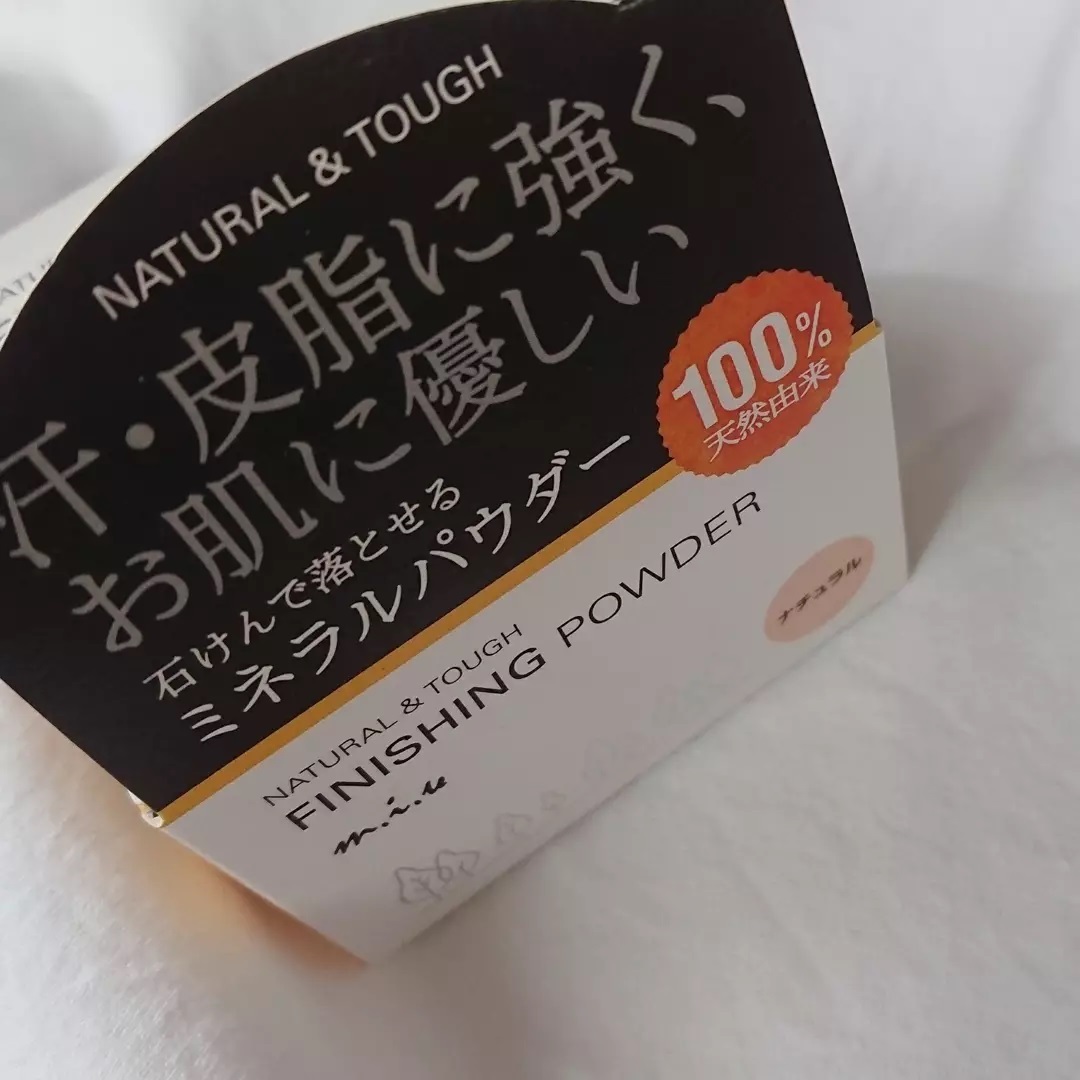 NATURAL & TOUGH
汗・皮脂に強く、
お肌に優しい
石けんで落とせる
ミネラルパウダー
100%
天然由来
NATURAL & TOUGH
FINISHING POWDER
m.i.u
ナチュラル